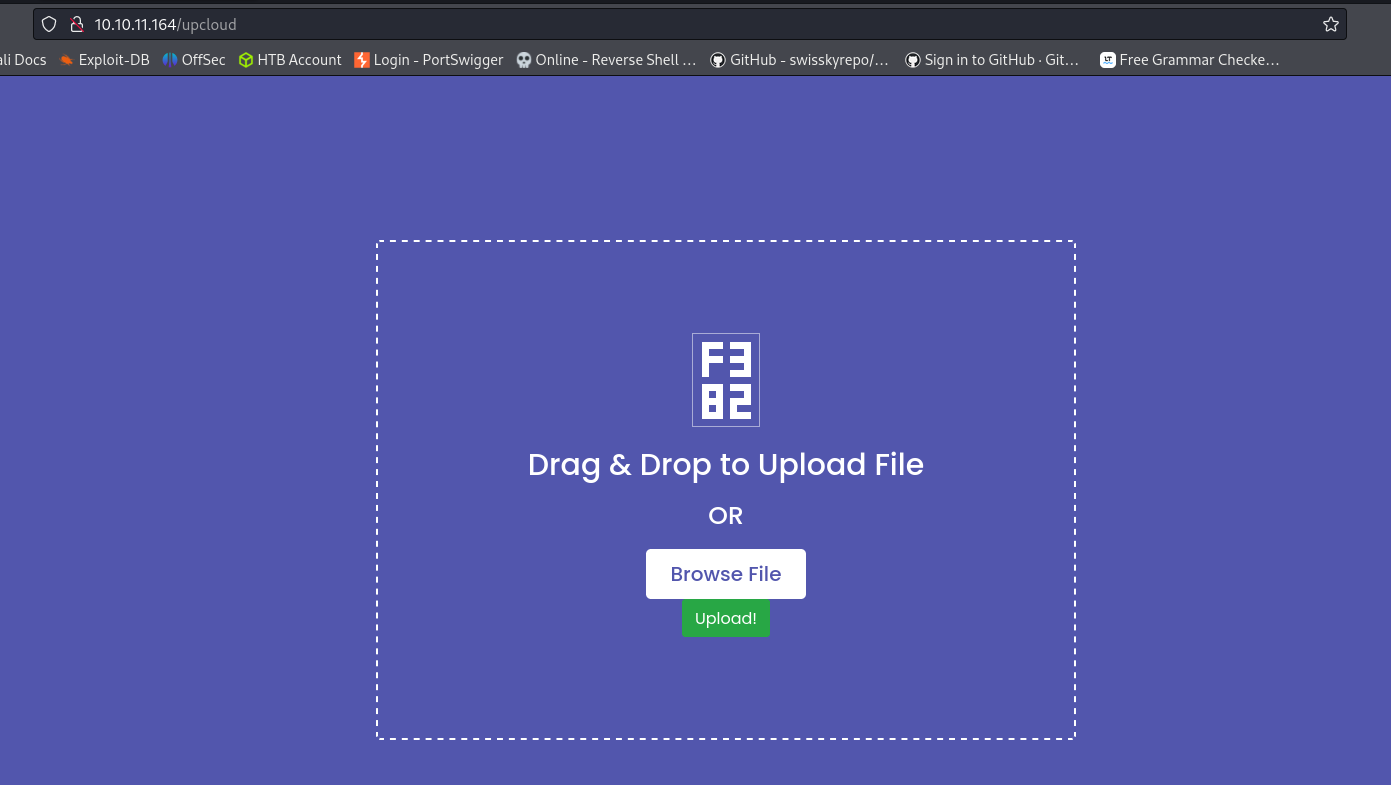 10.10.11.164/upcloud
ali Docs Exploit-DB OffSec HTB Account Login - PortSwigger Online - Reverse Shell … GitHub - swisskyrepo/… Sign in to GitHub · Git… Free Grammar Checke…
F3
82
Drag & Drop to Upload File
OR
Browse File
Upload!